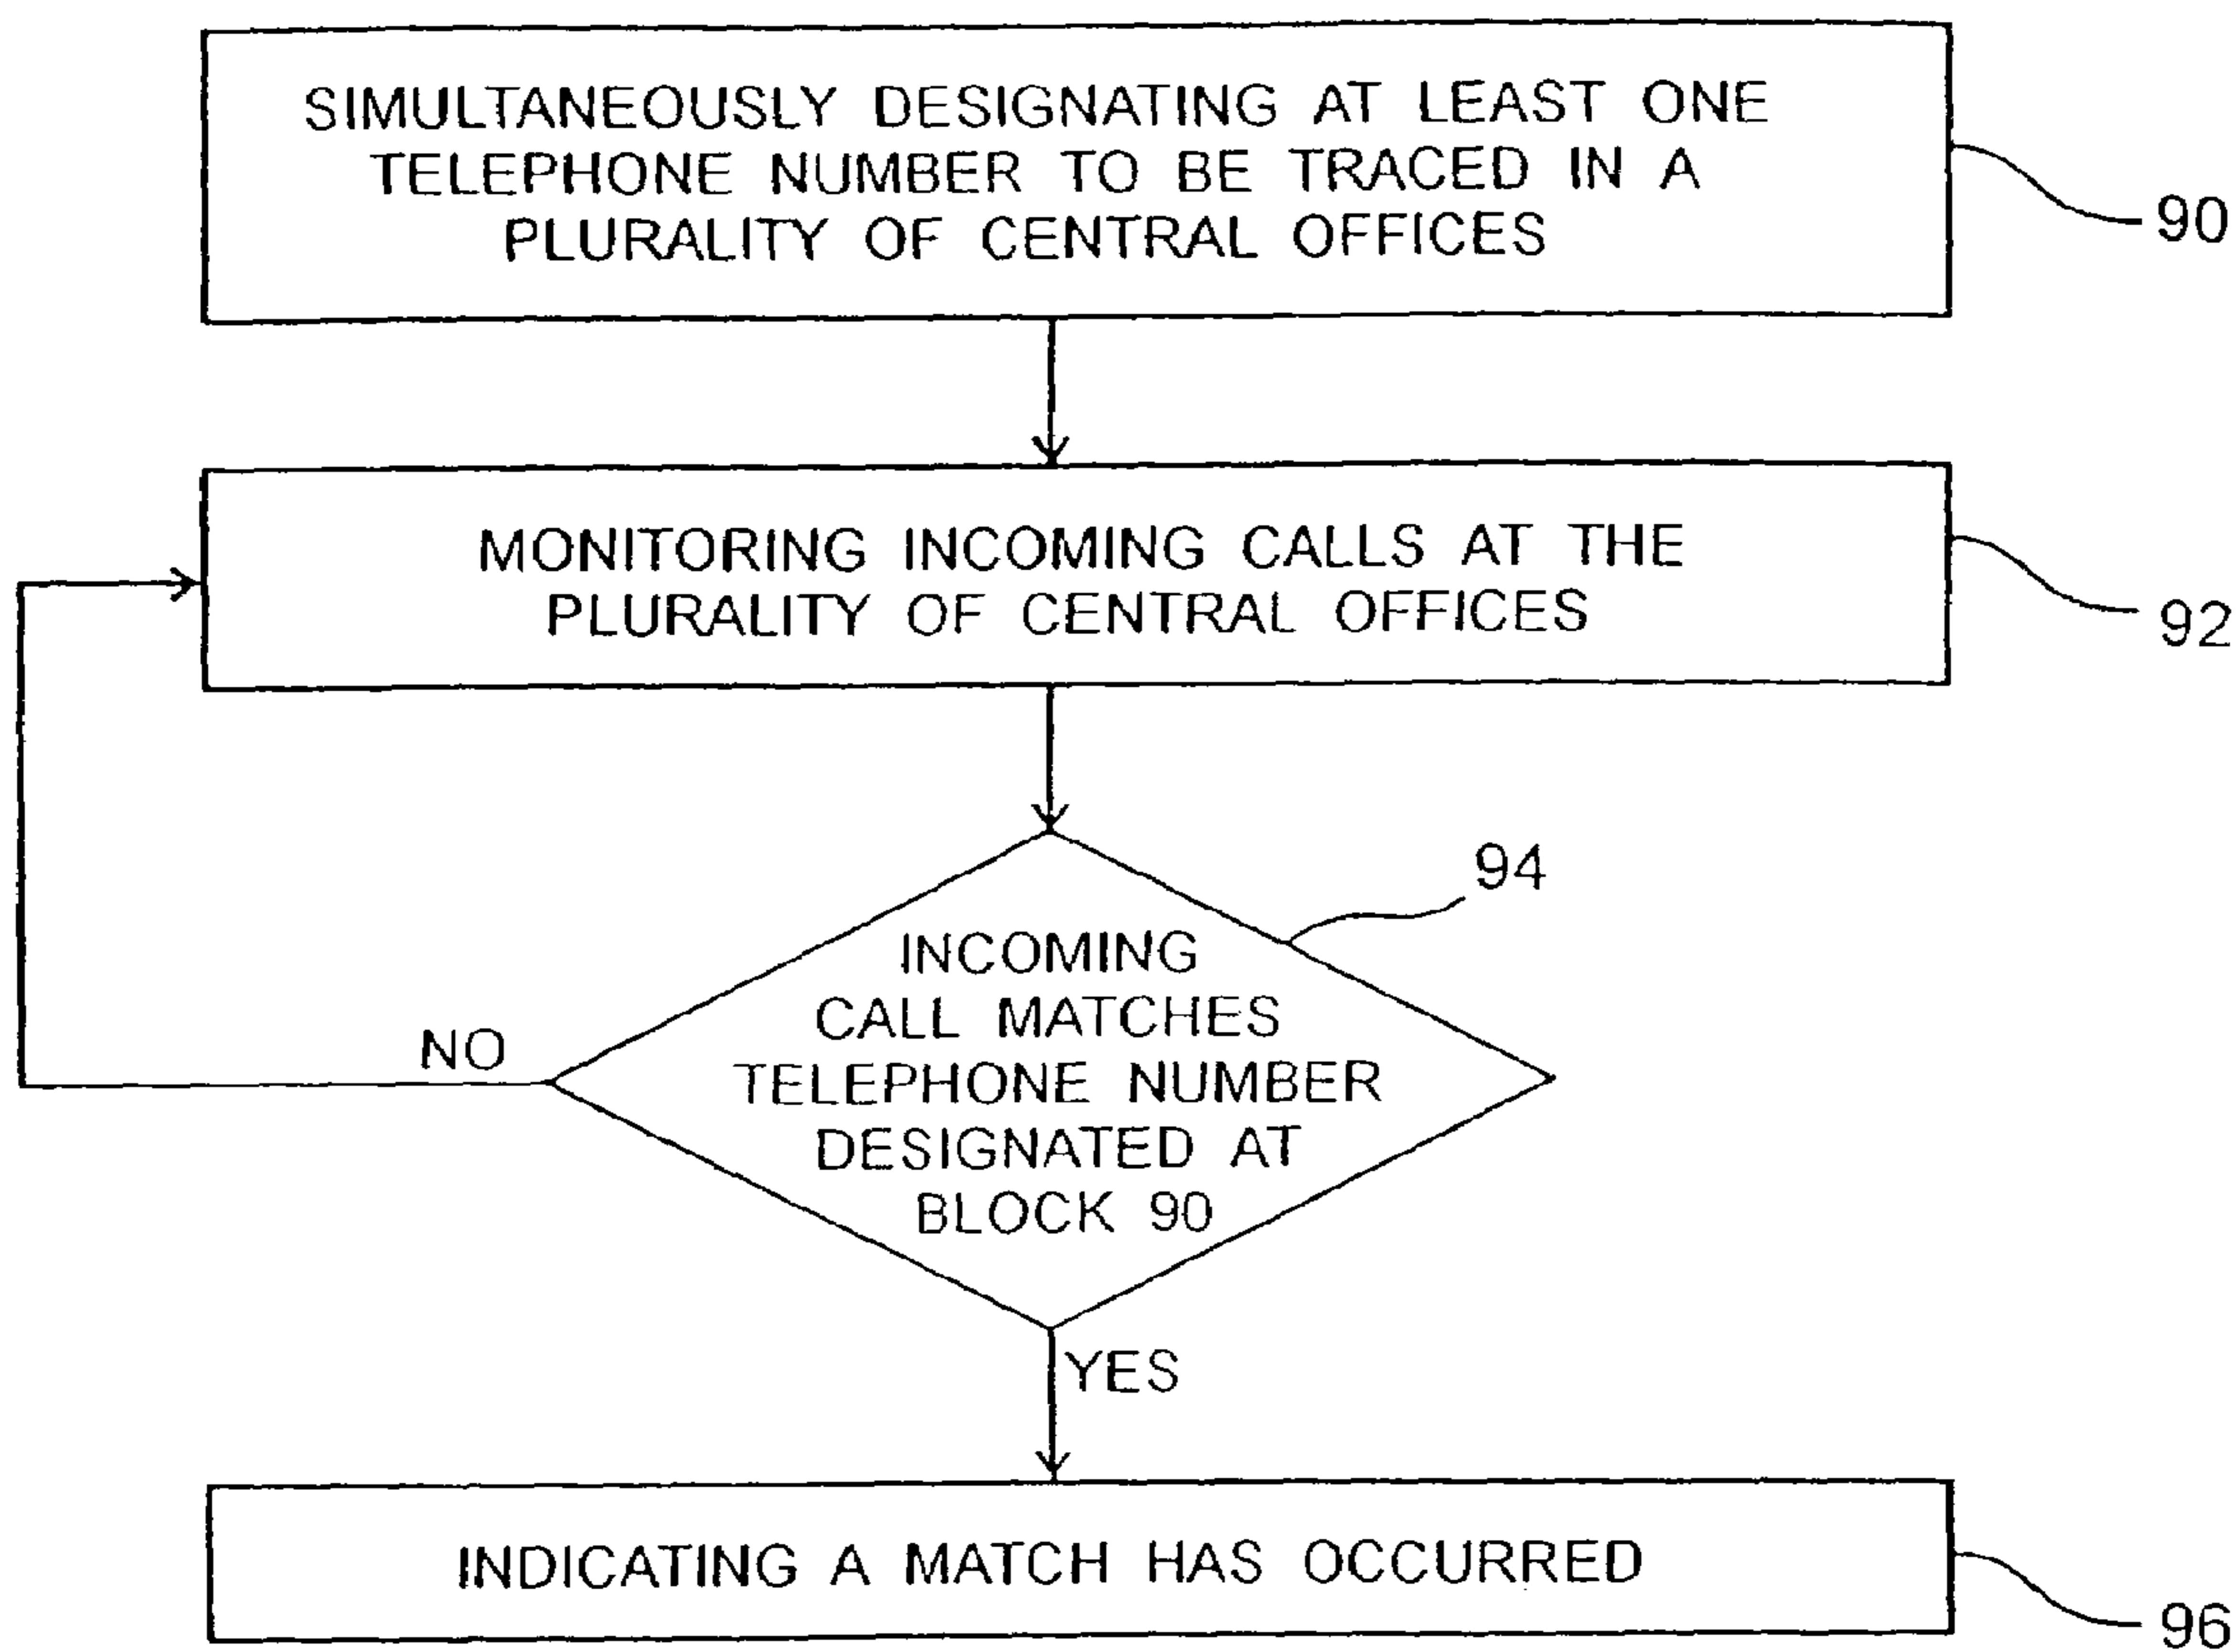 SIMULTANEOUSLY DESIGNATING AT LEAST ONE
TELEPHONE NUMBER TO BE TRACED IN A
PLURALITY OF CENTRAL OFFICES
90
MONITORING INCOMING CALLS AT THE
PLURALITY OF CENTRAL OFFICES
92
94
INCOMING
CALL MATCHES
TELEPHONE NUMBER
DESIGNATED AT
BLOCK 90
NO
YES
INDICATING A MATCH HAS OCCURRED
96